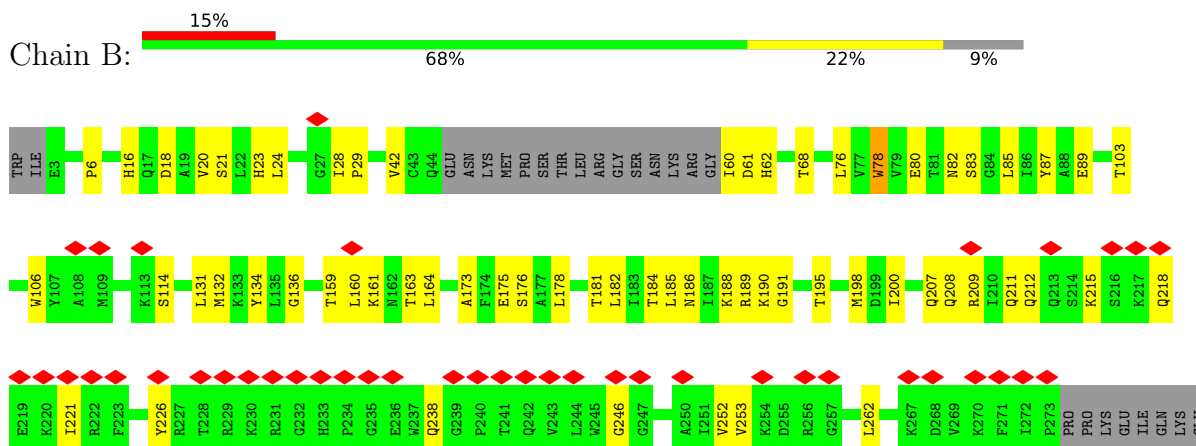 15%
Chain B:
68% 22% 9%
TRP ILE E3 P6 H16 Q17 D18 A19 V20 S21 L22 H23 L24 G27 I28 P29 V42 C43 Q44 GLU ASN LYS MET PRO SER THR LEU ARG GLY SER ASN LYS ARG GLY I60 D61 H62 T68 L76 V77 W78 V79 E80 T81 N82 S83 G84 L85 I86 Y87 A88 E89 T103
W106 Y107 A108 M109 K113 S114 L131 M132 K133 Y134 L135 G136 T159 L160 K161 N162 T163 L164 A173 F174 E175 S176 A177 L178 T181 L182 I183 T184 L185 N186 I187 K188 R189 K190 G191 T195 M198 D199 I200 Q207 Q208 R209 I210 Q211 Q212 Q213 S214 K215 S216 K217 Q218
E219 K220 I221 R222 F223 Y226 R227 T228 R229 K230 R231 G232 H233 P234 G235 E236 W237 Q238 G239 P240 T241 Q242 V243 L244 W245 G246 G247 A250 I251 V252 V253 K254 D255 R256 G257 L262 K267 D268 V269 K270 F271 I272 P273 PRO PRO LYS GLU ILE GLN LYS